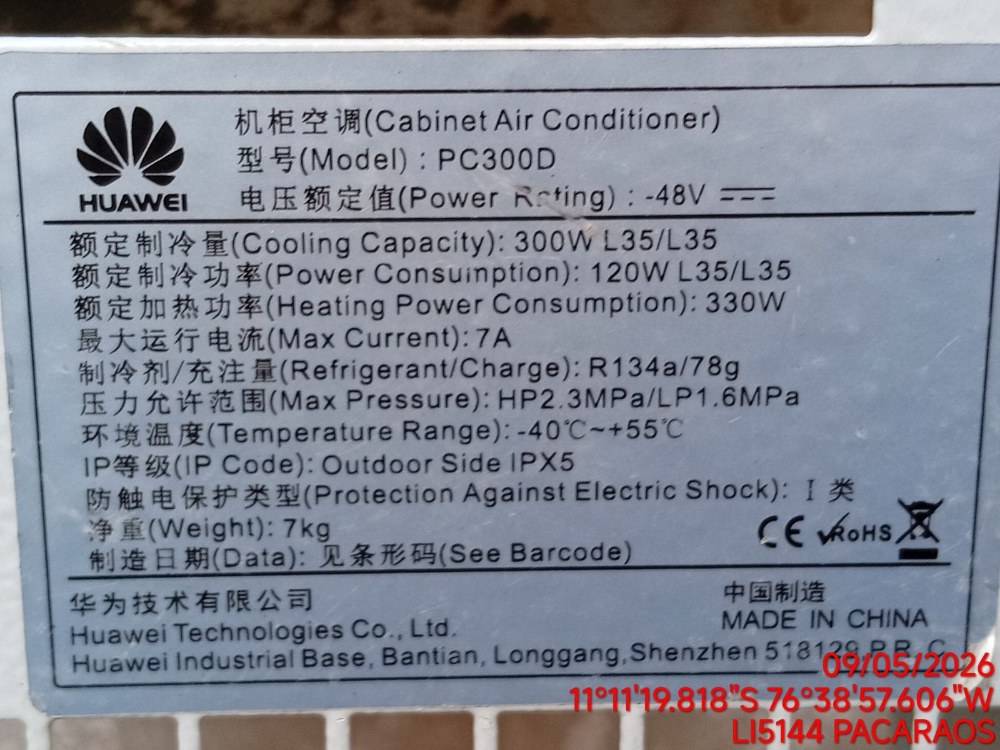 HUAWEI
机柜空调(Cabinet Air Conditioner)
型号(Model) : PC300D
电压额定值(Power Rating) : -48V
额定制冷量(Cooling Capacity): 300W L35/L35
额定制冷功率(Power Consumption): 120W L35/L35
额定加热功率(Heating Power Consumption): 330W
最大运行电流(Max Current): 7A
制冷剂/充注量(Refrigerant/Charge): R134a/78g
压力允许范围(Max Pressure): HP2.3MPa/LP1.6MPa
环境温度(Temperature Range): -40℃~+55℃
IP等级(IP Code): Outdoor Side IPX5
防触电保护类型(Protection Against Electric Shock): I 类
净重(Weight): 7kg
制造日期(Data): 见条形码(See Barcode)
CE RoHS
华为技术有限公司
中国制造
Huawei Technologies Co., Ltd.
MADE IN CHINA
Huawei Industrial Base, Bantian, Longgang,Shenzhen 518129,P.R. C
09/05/2026
11°11'19.818"S 76°38'57.606"W
LI5144 PACARAOS